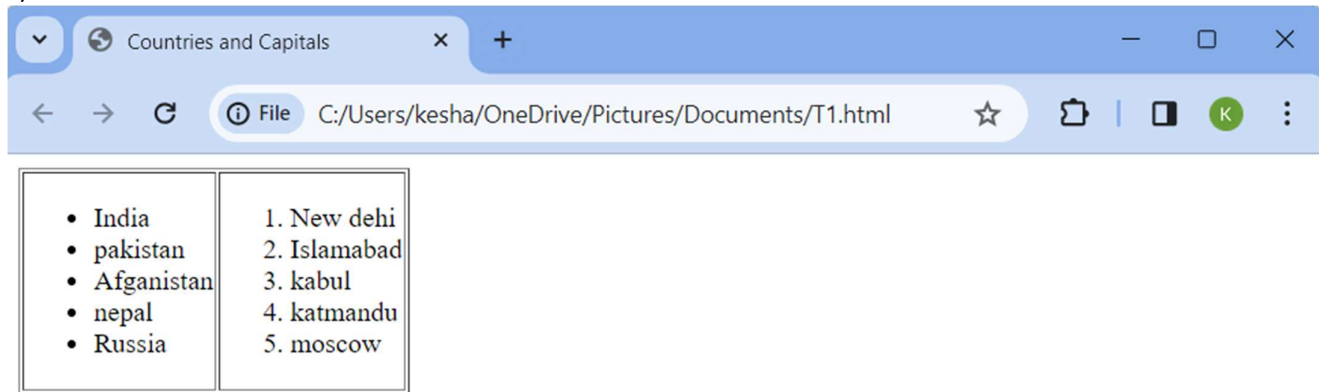 Countries and Capitals
File C:/Users/kesha/OneDrive/Pictures/Documents/T1.html
K
• India
• pakistan
• Afganistan
• nepal
• Russia
1. New dehi
2. Islamabad
3. kabul
4. katmandu
5. moscow